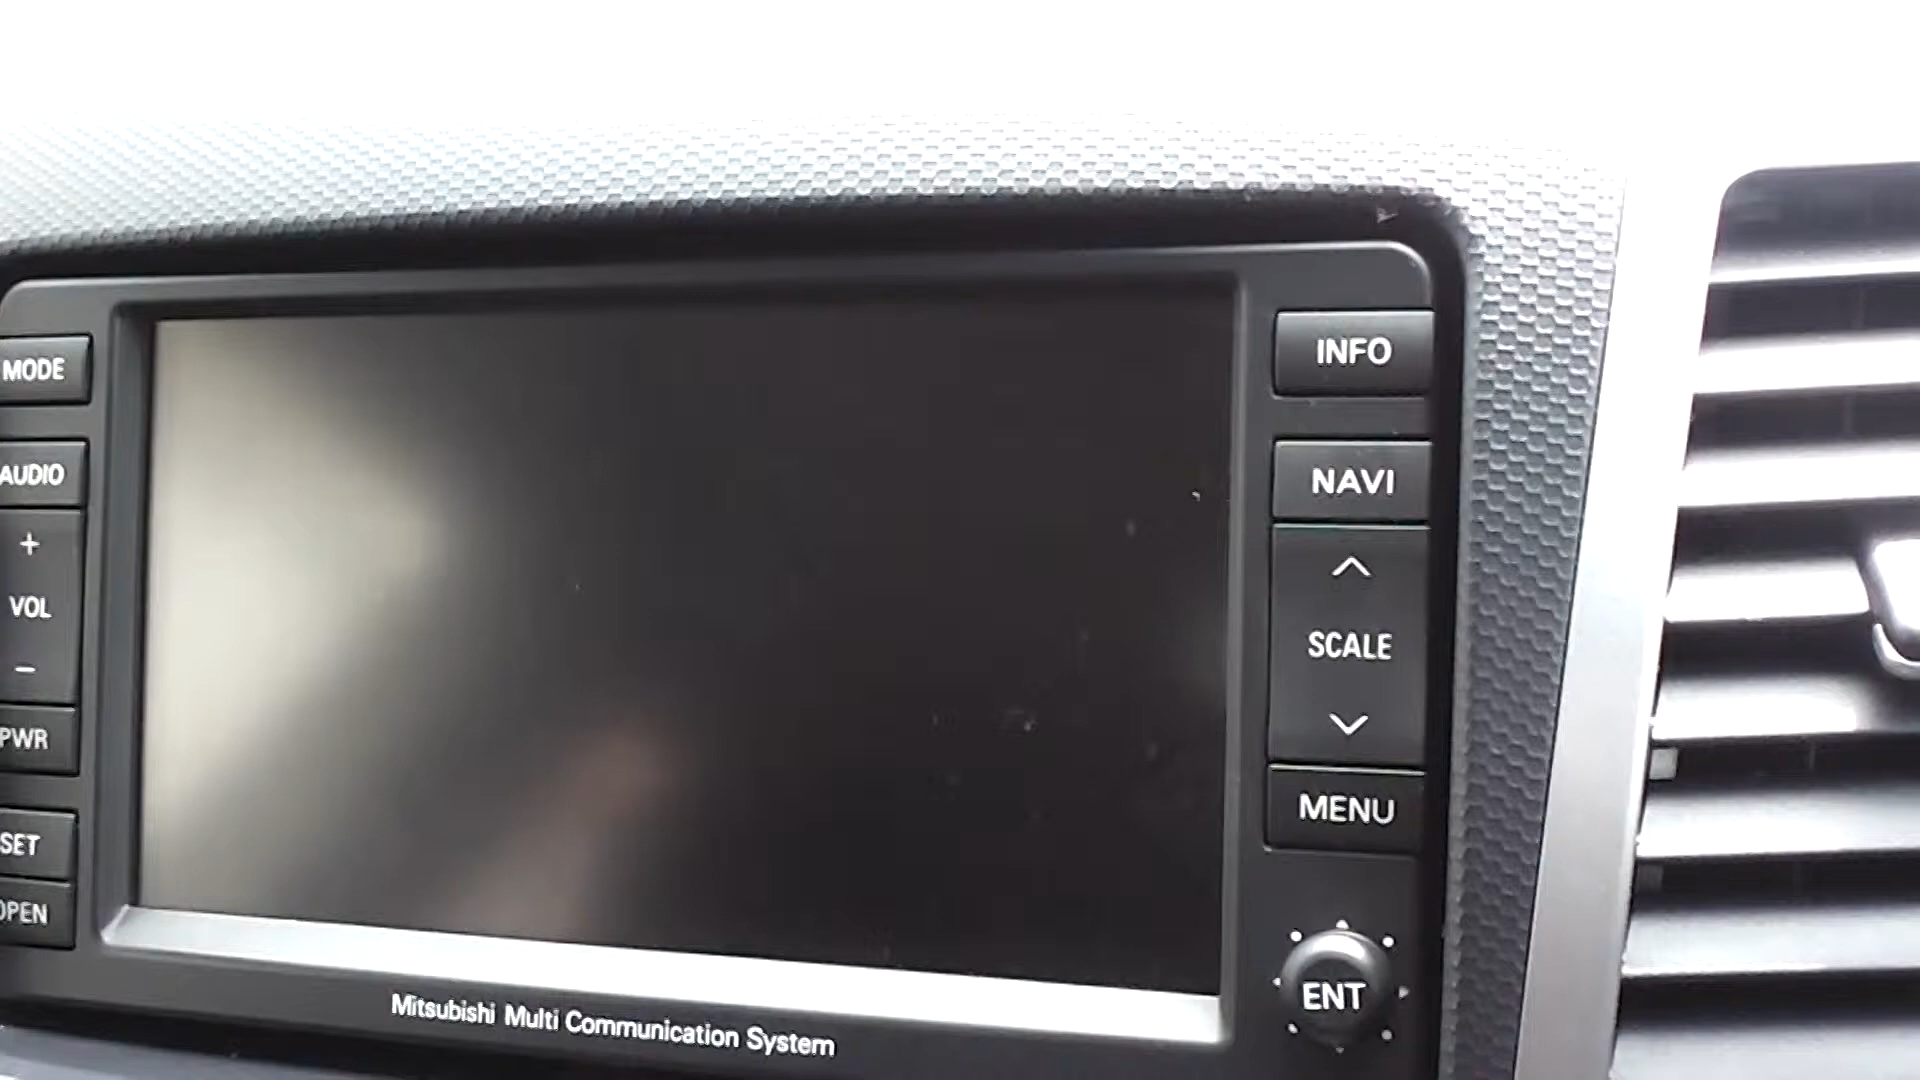 MODE
AUDIO
+
VOL
−
PWR
SET
OPEN
INFO
NAVI
SCALE
MENU
ENT
Mitsubishi Multi Communication System